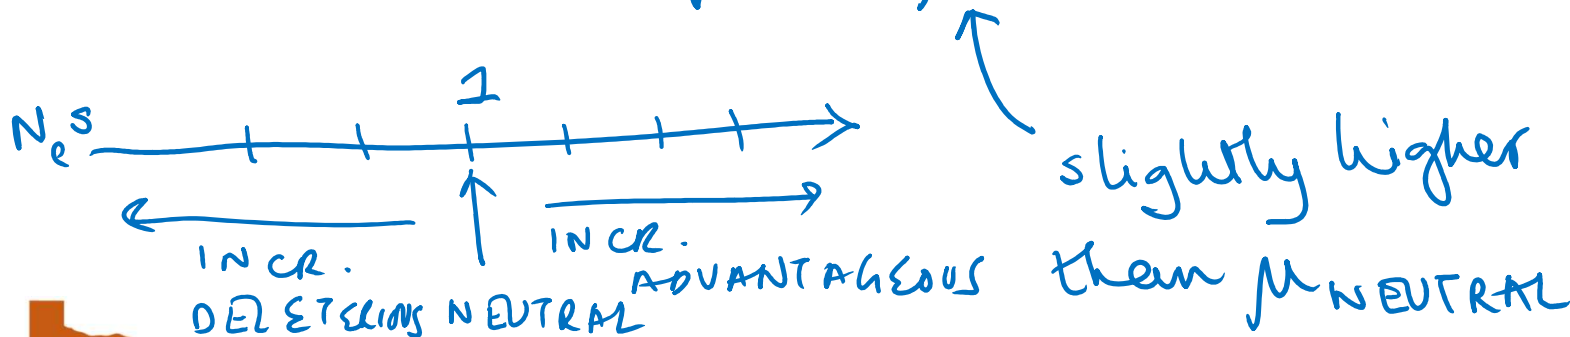 1
Nes
INCR.
DELETERIOUS
NEUTRAL
INCR.
ADVANTAGEOUS
slightly higher
than μNEUTRAL